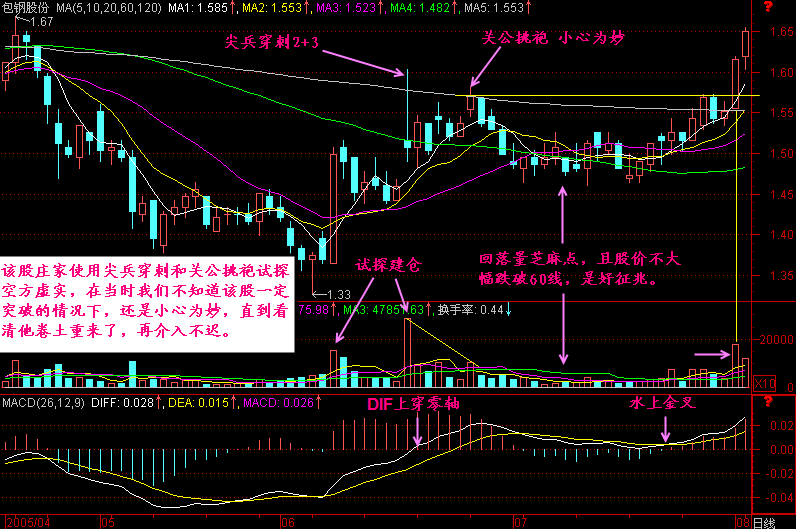 包钢股份 MA(5,10,20,60,120) MA1: 1.585↑, MA2: 1.553↑, MA3: 1.523↑, MA4: 1.482↑, MA5: 1.553↑
1.67
尖兵穿刺2+3
关公挑袍 小心为炒
1.65
1.60
1.55
1.50
1.45
1.40
1.35
试探建仓
回落量芝麻点，且股价不大
幅跌破60线，是好征兆。
该股庄家使用尖兵穿刺和关公挑袍试探
空方虚实，在当时我们不知道该股一定
突破的情况下，还是小心为炒，直到看
清他卷土重来了，再介入不迟。
1.33
75.98↑, MA3: 47851.63↑, 换手率: 0.44↓
20000
X10
MACD(26,12,9) DIFF: 0.028↑, DEA: 0.015↑, MACD: 0.026↑
DIF上穿零轴
水上金叉
0.02
0.00
-0.02
-0.04
2006/04
05
06
07
08
日线